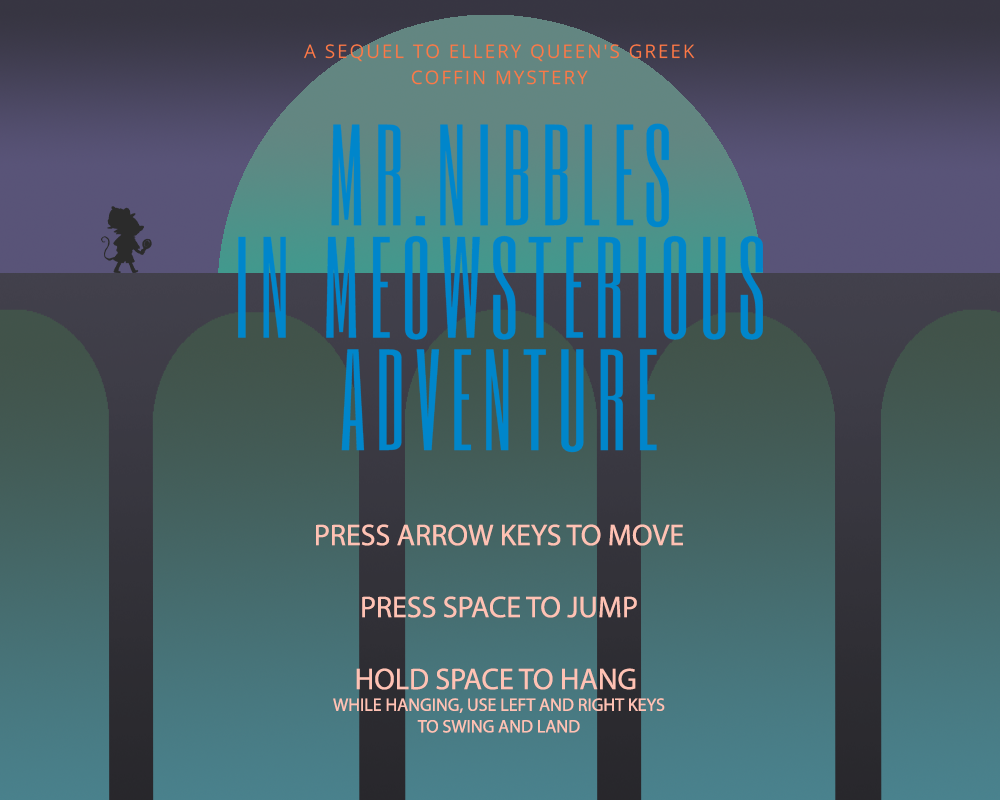 A SEQUEL TO ELLERY QUEEN'S GREEK
COFFIN MYSTERY
MR.NIBBLES
IN MEOWSTERIOUS
ADVENTURE
PRESS ARROW KEYS TO MOVE
PRESS SPACE TO JUMP
HOLD SPACE TO HANG
WHILE HANGING, USE LEFT AND RIGHT KEYS
TO SWING AND LAND